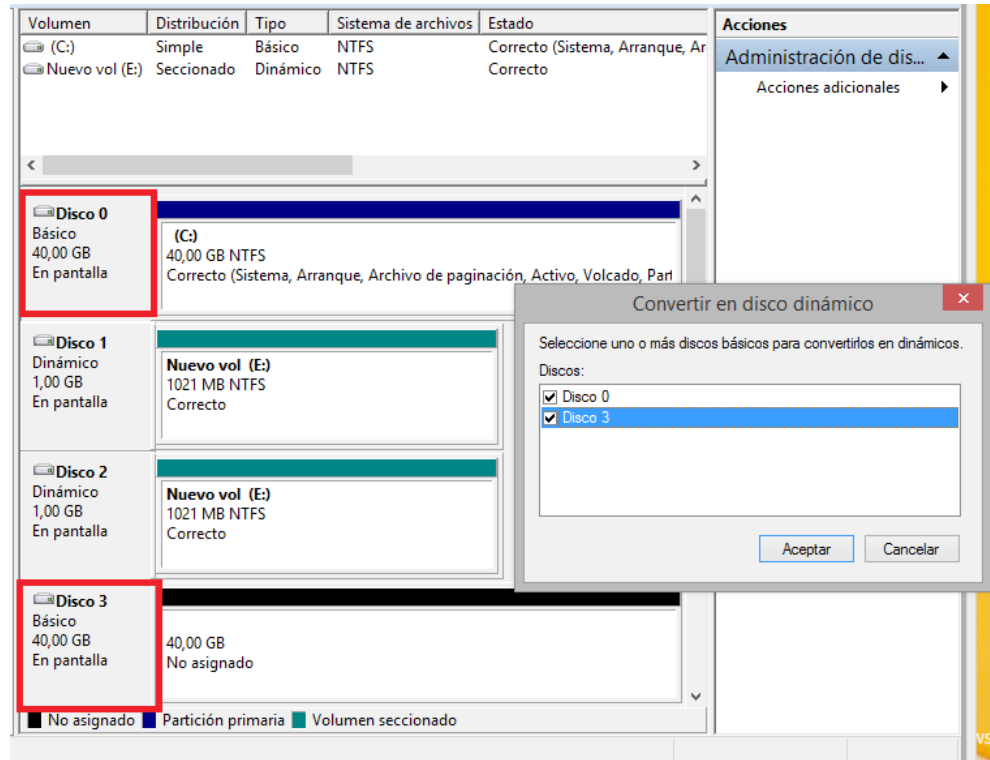 Volumen Distribución Tipo Sistema de archivos Estado
(C:) Simple Básico NTFS Correcto (Sistema, Arranque, Ar
Nuevo vol (E:) Seccionado Dinámico NTFS Correcto
Acciones
Administración de dis...
Acciones adicionales
Disco 0
Básico
40,00 GB
En pantalla
(C:)
40,00 GB NTFS
Correcto (Sistema, Arranque, Archivo de paginación, Activo, Volcado, Part
Disco 1
Dinámico
1,00 GB
En pantalla
Nuevo vol (E:)
1021 MB NTFS
Correcto
Disco 2
Dinámico
1,00 GB
En pantalla
Nuevo vol (E:)
1021 MB NTFS
Correcto
Disco 3
Básico
40,00 GB
En pantalla
40,00 GB
No asignado
No asignado Partición primaria Volumen seccionado
Convertir en disco dinámico
Seleccione uno o más discos básicos para convertirlos en dinámicos.
Discos:
Disco 0
Disco 3
Aceptar Cancelar